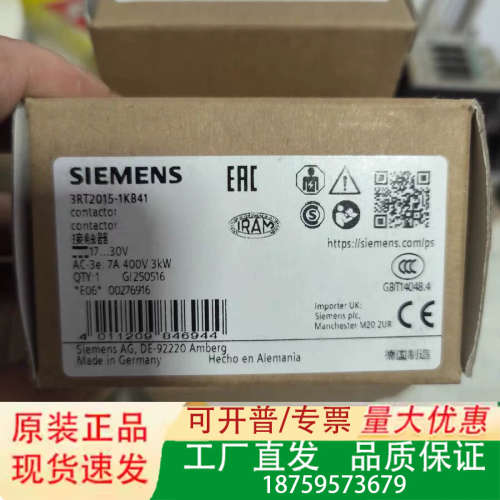 SIEMENS
3RT2015-1KB41
contactor
contactor
接触器
17...30V
AC-3e: 7A 400V 3kW
QTY:1 G/250516
*E06* 00276916
4 011209 846944
Siemens AG, DE-92220 Amberg
Made in Germany Hecho en Alemania
EAC
IRAM
S
https://siemens.com/ps
CCC
GB/T14048.4
Importer UK:
Siemens plc,
Manchester M20 2UR
CE
德国制造
原装正品
现货速发
可开普/专票
量大优惠
工厂直发 品质保证
18759573679